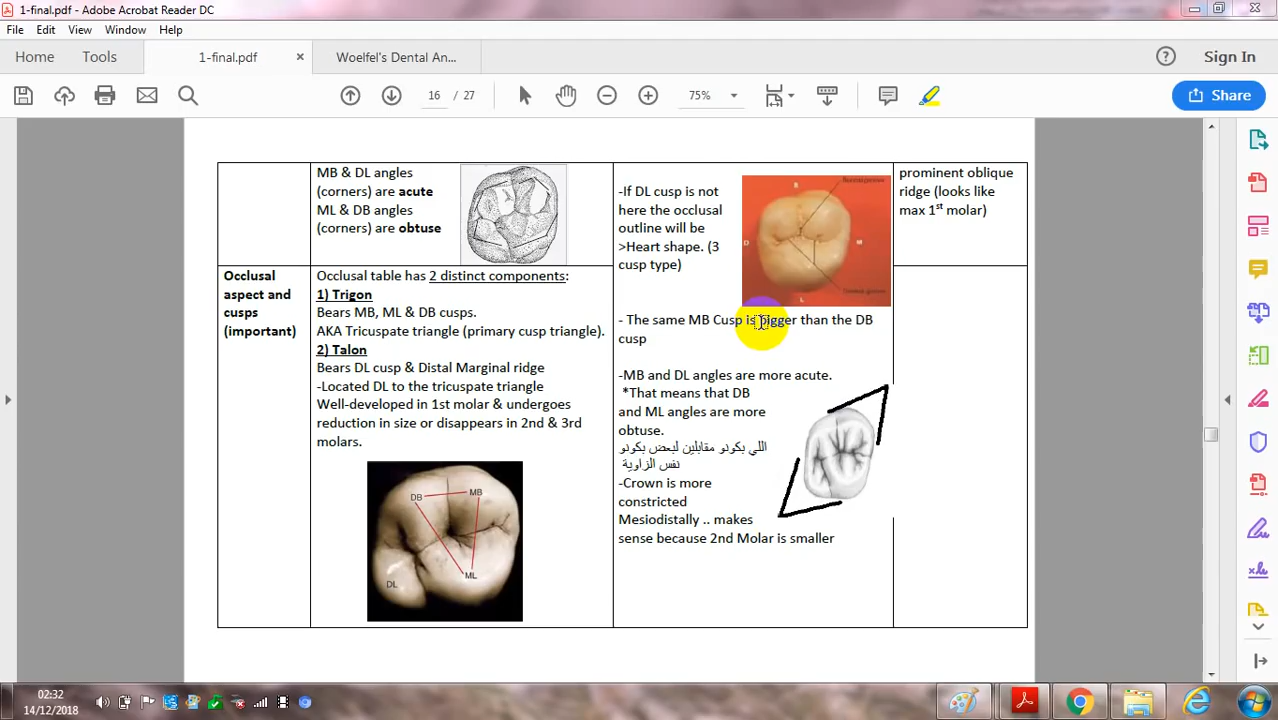 1-final.pdf - Adobe Acrobat Reader DC
File Edit View Window Help
Home Tools 1-final.pdf × Woelfel's Dental An... Sign In
16 / 27 75% Share
MB & DL angles
(corners) are acute
ML & DB angles
(corners) are obtuse
-If DL cusp is not
here the occlusal
outline will be
>Heart shape. (3
cusp type)
B
D
M
L
prominent oblique
ridge (looks like
max 1st molar)
Occlusal
aspect and
cusps
(important)
Occlusal table has 2 distinct components:
1) Trigon
Bears MB, ML & DB cusps.
AKA Tricuspate triangle (primary cusp triangle).
2) Talon
Bears DL cusp & Distal Marginal ridge
-Located DL to the tricuspate triangle
Well-developed in 1st molar & undergoes
reduction in size or disappears in 2nd & 3rd
molars.
DB MB
ML
DL
- The same MB Cusp is bigger than the DB
cusp
-MB and DL angles are more acute.
*That means that DB
and ML angles are more
obtuse.
اللي بكونو مقابلين لبعض بكونو
نفس الزاوية
-Crown is more
constricted
Mesiodistally .. makes
sense because 2nd Molar is smaller
02:32
14/12/2018